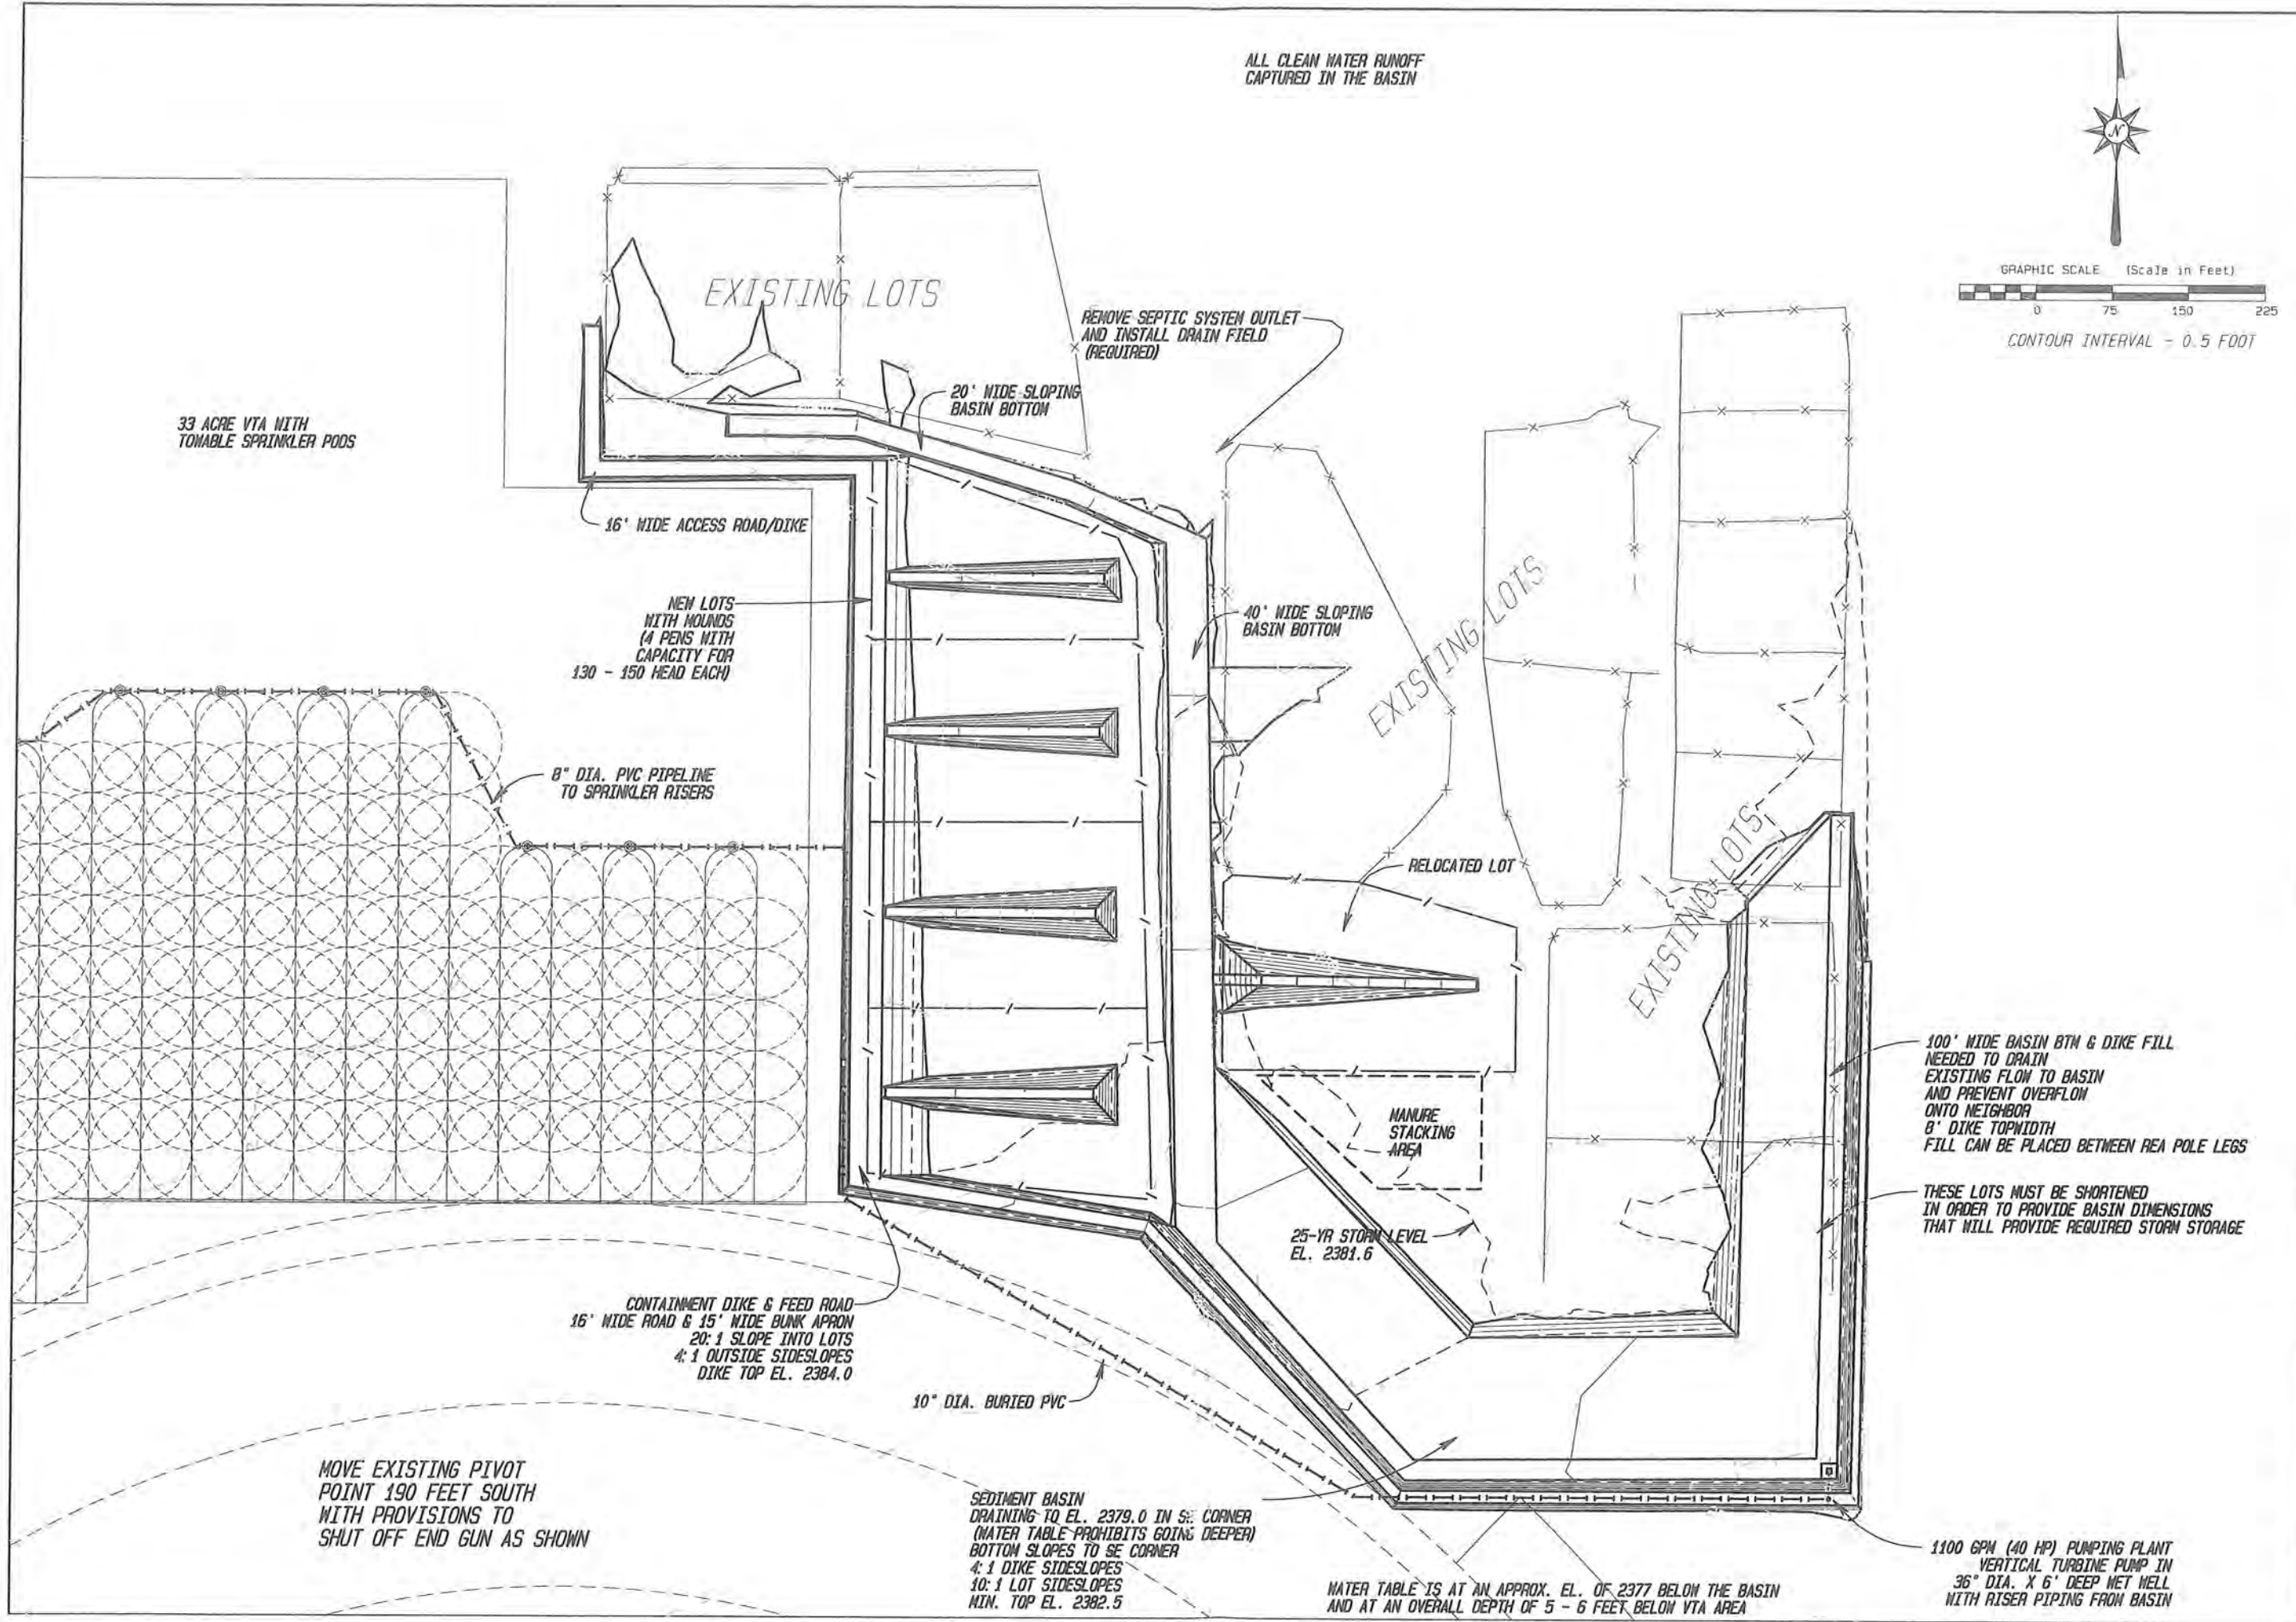 ALL CLEAN WATER RUNOFF
CAPTURED IN THE BASIN
N
GRAPHIC SCALE (Scale in Feet)
0 75 150 225
CONTOUR INTERVAL - 0.5 FOOT
EXISTING LOTS
REMOVE SEPTIC SYSTEM OUTLET
AND INSTALL DRAIN FIELD
(REQUIRED)
20' WIDE SLOPING
BASIN BOTTOM
33 ACRE VTA WITH
TOWABLE SPRINKLER PODS
16' WIDE ACCESS ROAD/DIKE
NEW LOTS
WITH MOUNDS
(4 PENS WITH
CAPACITY FOR
130 - 150 HEAD EACH)
40' WIDE SLOPING
BASIN BOTTOM
EXISTING LOTS
8" DIA. PVC PIPELINE
TO SPRINKLER RISERS
RELOCATED LOT
EXISTING LOTS
100' WIDE BASIN BTM & DIKE FILL
NEEDED TO DRAIN
EXISTING FLOW TO BASIN
AND PREVENT OVERFLOW
ONTO NEIGHBOR
8' DIKE TOPWIDTH
FILL CAN BE PLACED BETWEEN REA POLE LEGS
MANURE
STACKING
AREA
THESE LOTS MUST BE SHORTENED
IN ORDER TO PROVIDE BASIN DIMENSIONS
THAT WILL PROVIDE REQUIRED STORM STORAGE
25-YR STORM LEVEL
EL. 2381.6
CONTAINMENT DIKE & FEED ROAD
16' WIDE ROAD & 15' WIDE BUNK APRON
20:1 SLOPE INTO LOTS
4:1 OUTSIDE SIDESLOPES
DIKE TOP EL. 2384.0
10" DIA. BURIED PVC
MOVE EXISTING PIVOT
POINT 190 FEET SOUTH
WITH PROVISIONS TO
SHUT OFF END GUN AS SHOWN
SEDIMENT BASIN
DRAINING TO EL. 2379.0 IN SE CORNER
(WATER TABLE PROHIBITS GOING DEEPER)
BOTTOM SLOPES TO SE CORNER
4:1 DIKE SIDESLOPES
10:1 LOT SIDESLOPES
MIN. TOP EL. 2382.5
WATER TABLE IS AT AN APPROX. EL. OF 2377 BELOW THE BASIN
AND AT AN OVERALL DEPTH OF 5 - 6 FEET BELOW VTA AREA
1100 GPM (40 HP) PUMPING PLANT
VERTICAL TURBINE PUMP IN
36" DIA. X 6' DEEP WET WELL
WITH RISER PIPING FROM BASIN